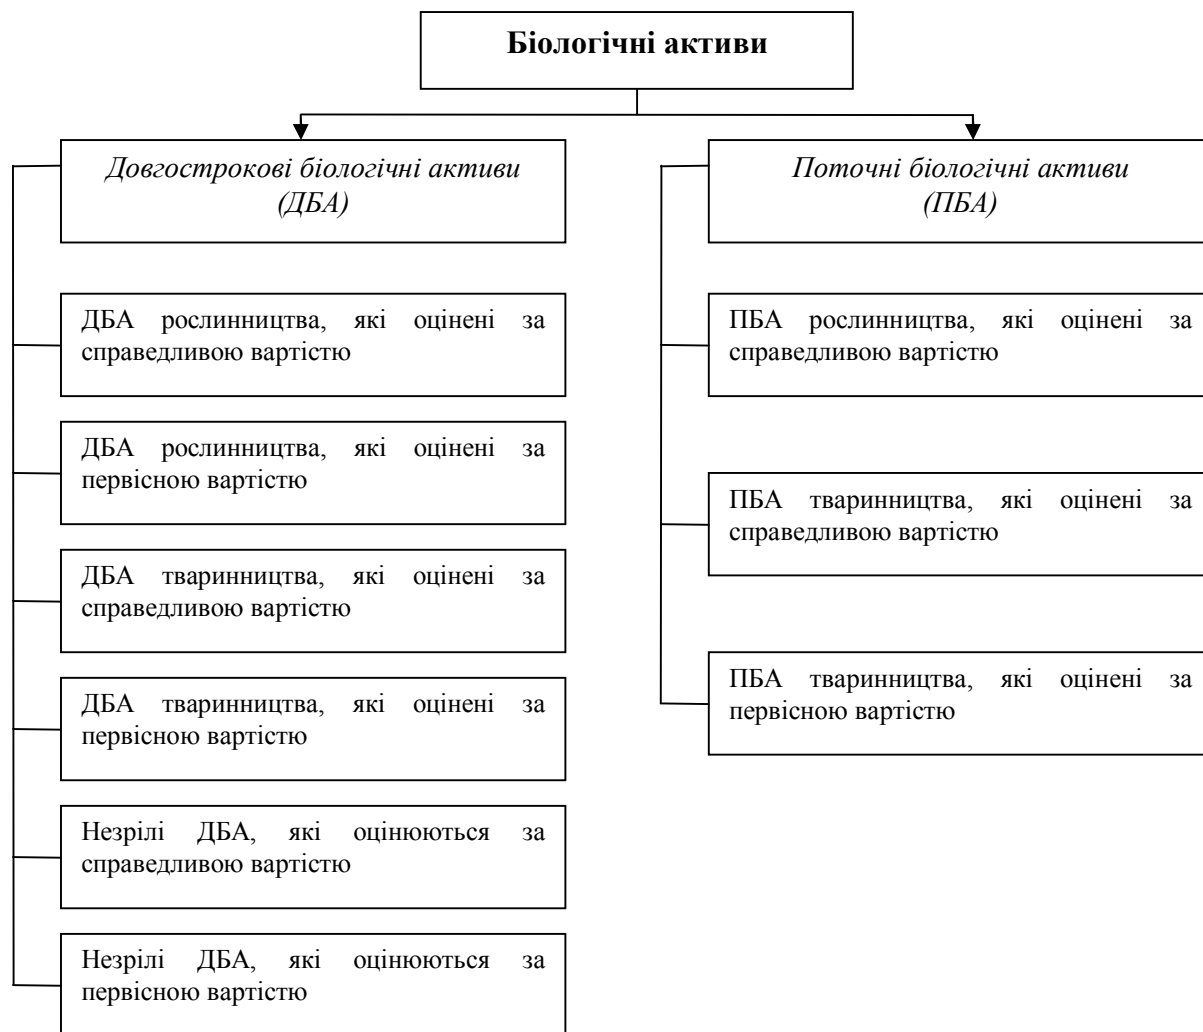 Біологічні активи
Довгострокові біологічні активи
(ДБА)
ДБА рослинництва, які оцінені за
справедливою вартістю
ДБА рослинництва, які оцінені за
первісною вартістю
ДБА тваринництва, які оцінені за
справедливою вартістю
ДБА тваринництва, які оцінені за
первісною вартістю
Незрілі ДБА, які оцінюються за
справедливою вартістю
Незрілі ДБА, які оцінюються за
первісною вартістю
Поточні біологічні активи
(ПБА)
ПБА рослинництва, які оцінені за
справедливою вартістю
ПБА тваринництва, які оцінені за
справедливою вартістю
ПБА тваринництва, які оцінені за
первісною вартістю